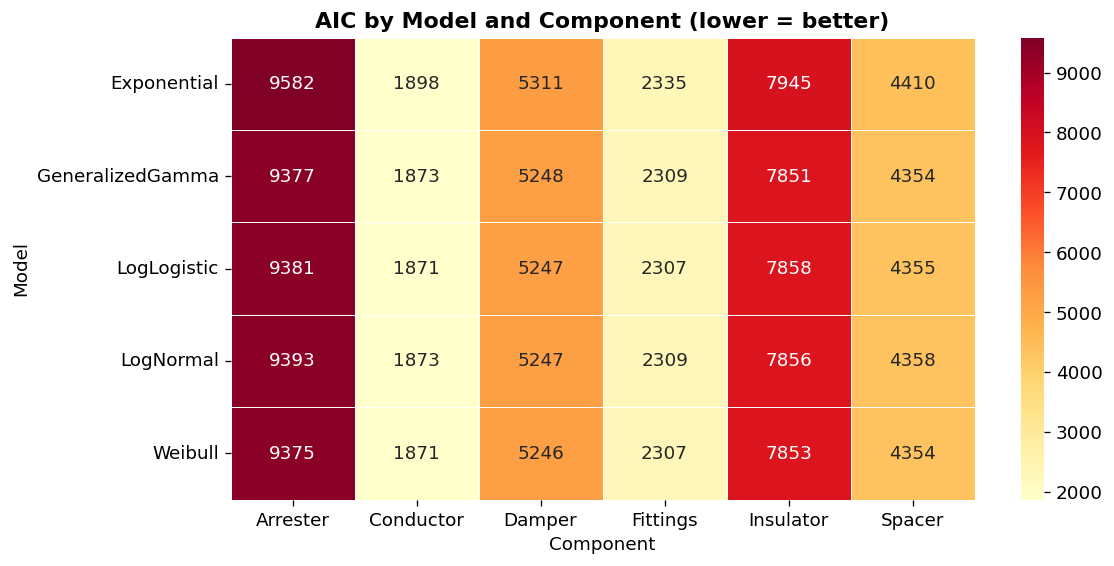 AIC by Model and Component (lower = better)
Model
Exponential 9582 1898 5311 2335 7945 4410
GeneralizedGamma 9377 1873 5248 2309 7851 4354
LogLogistic 9381 1871 5247 2307 7858 4355
LogNormal 9393 1873 5247 2309 7856 4358
Weibull 9375 1871 5246 2307 7853 4354
Arrester Conductor Damper Fittings Insulator Spacer
Component
9000
8000
7000
6000
5000
4000
3000
2000